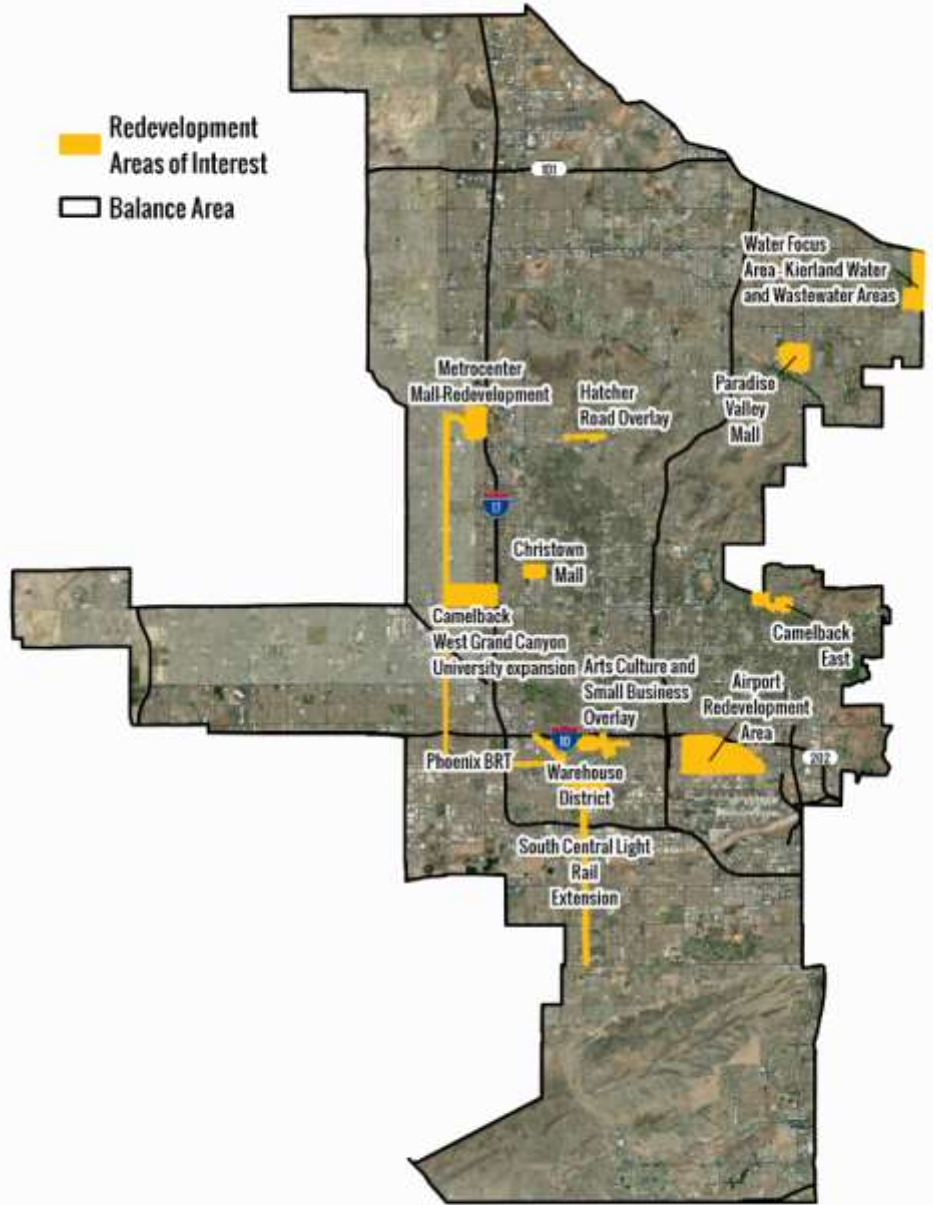 Redevelopment
Areas of Interest
Balance Area
101
Water Focus
Area - Kierland Water
and Wastewater Areas
Metrocenter
Mall Redevelopment
Hatcher
Road Overlay
Paradise
Valley
Mall
17
Christown
Mall
Camelback
West Grand Canyon
University expansion
Camelback
East
Arts Culture and
Small Business
Overlay
Airport
Redevelopment
Area
10
202
Phoenix BRT
Warehouse
District
South Central Light
Rail
Extension